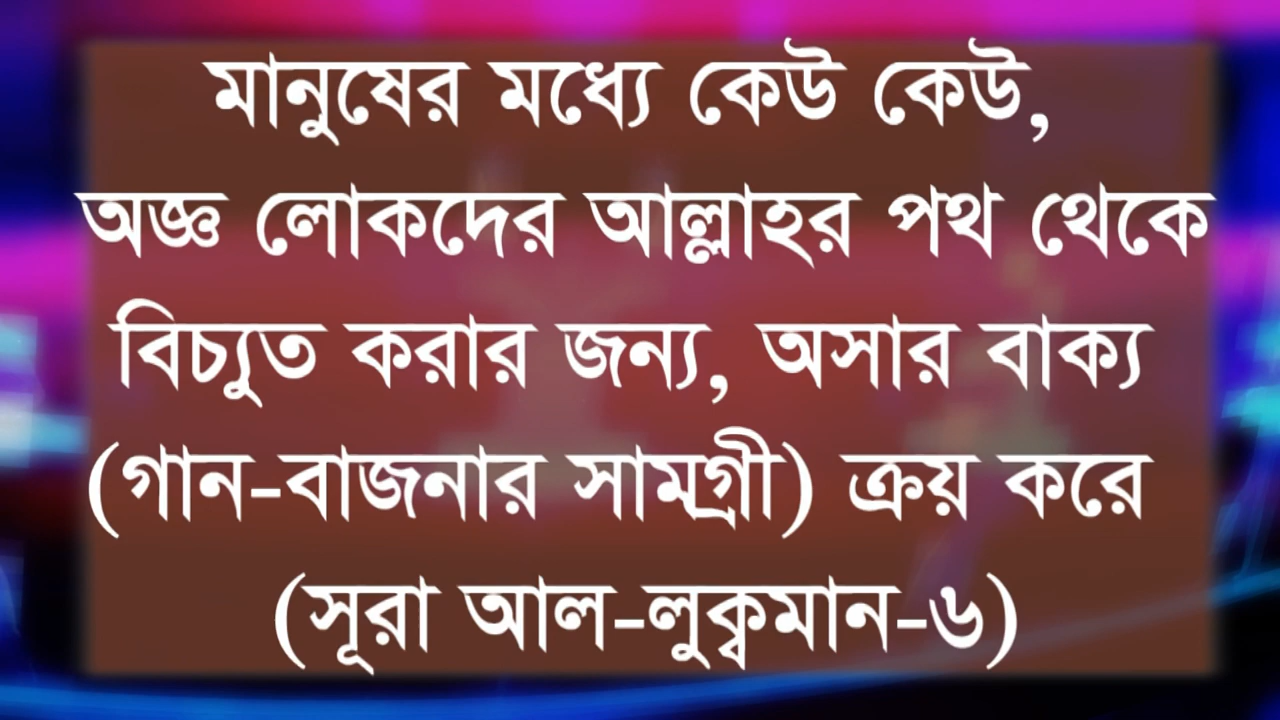 মানুষের মধ্যে কেউ কেউ,
অজ্ঞ লোকদের আল্লাহর পথ থেকে
বিচ্যুত করার জন্য, অসার বাক্য
(গান-বাজনার সামগ্রী) ক্রয় করে
(সূরা আল-লুক্বমান-৬)